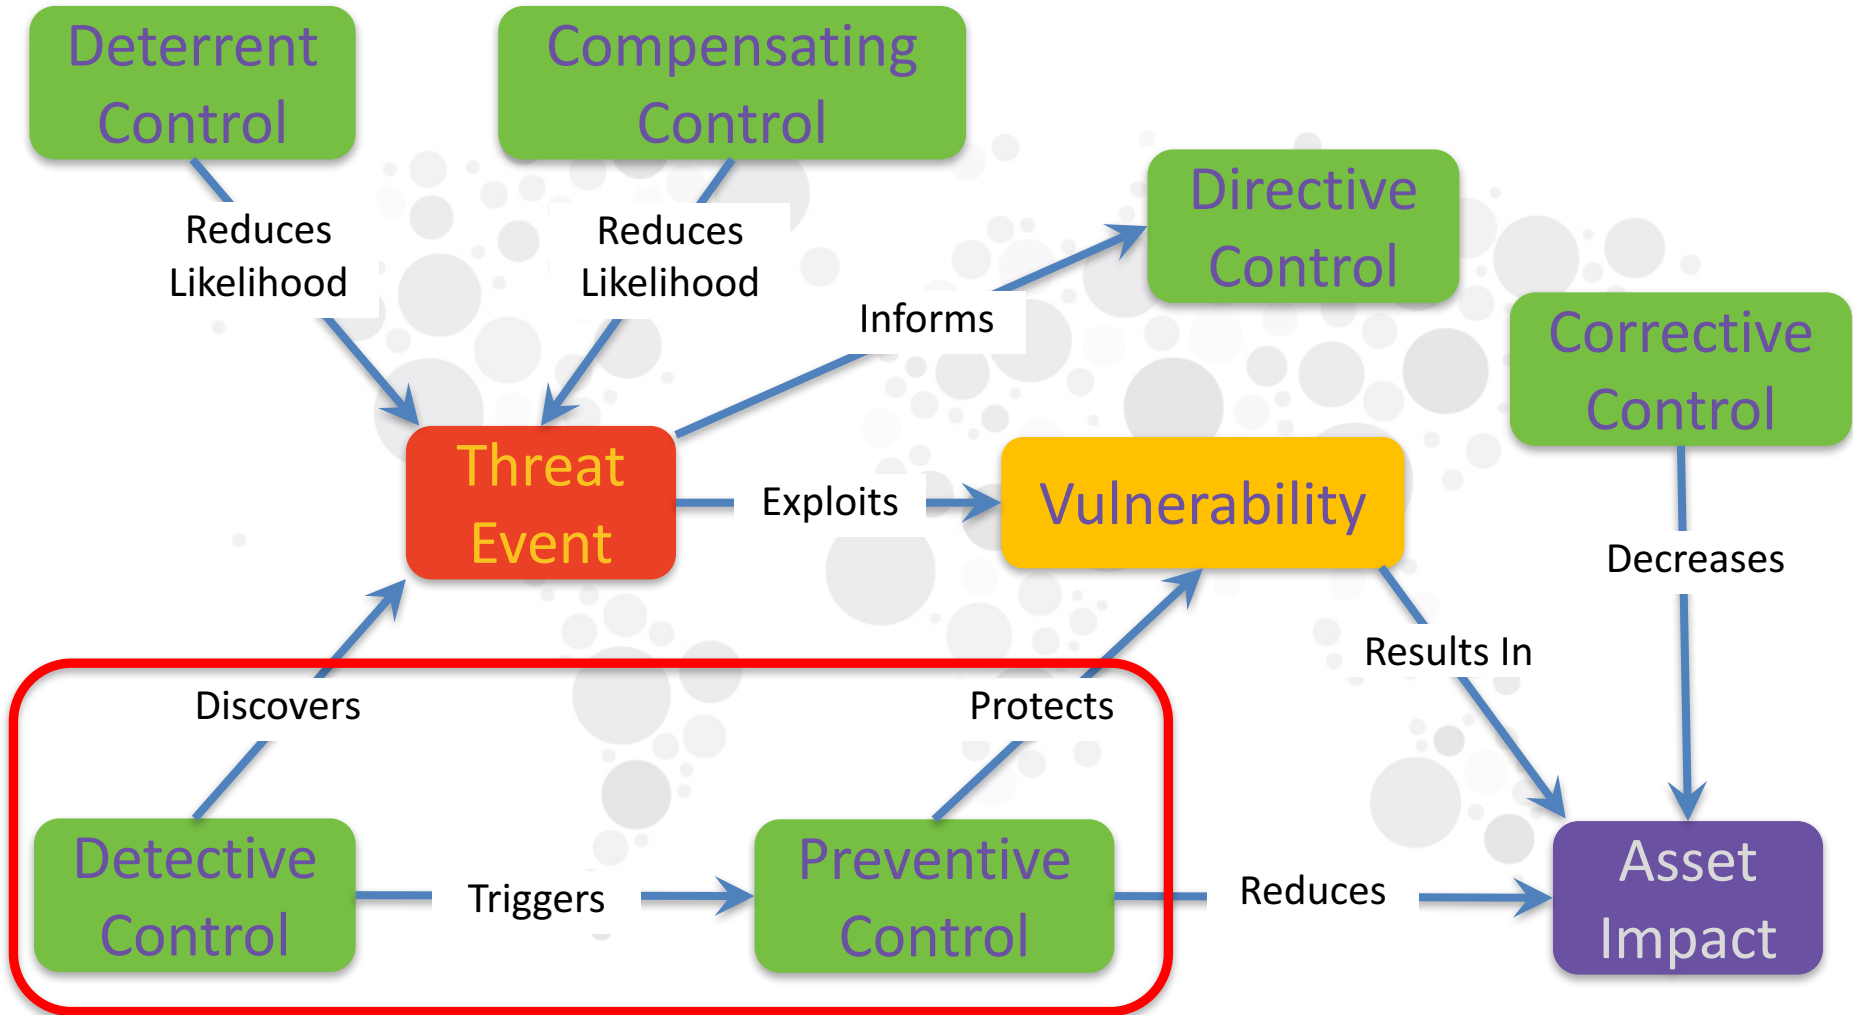 Deterrent
Control
Compensating
Control
Directive
Control
Reduces
Likelihood
Reduces
Likelihood
Informs
Corrective
Control
Threat
Event
Exploits
Vulnerability
Decreases
Results In
Discovers
Protects
Detective
Control
Triggers
Preventive
Control
Reduces
Asset
Impact